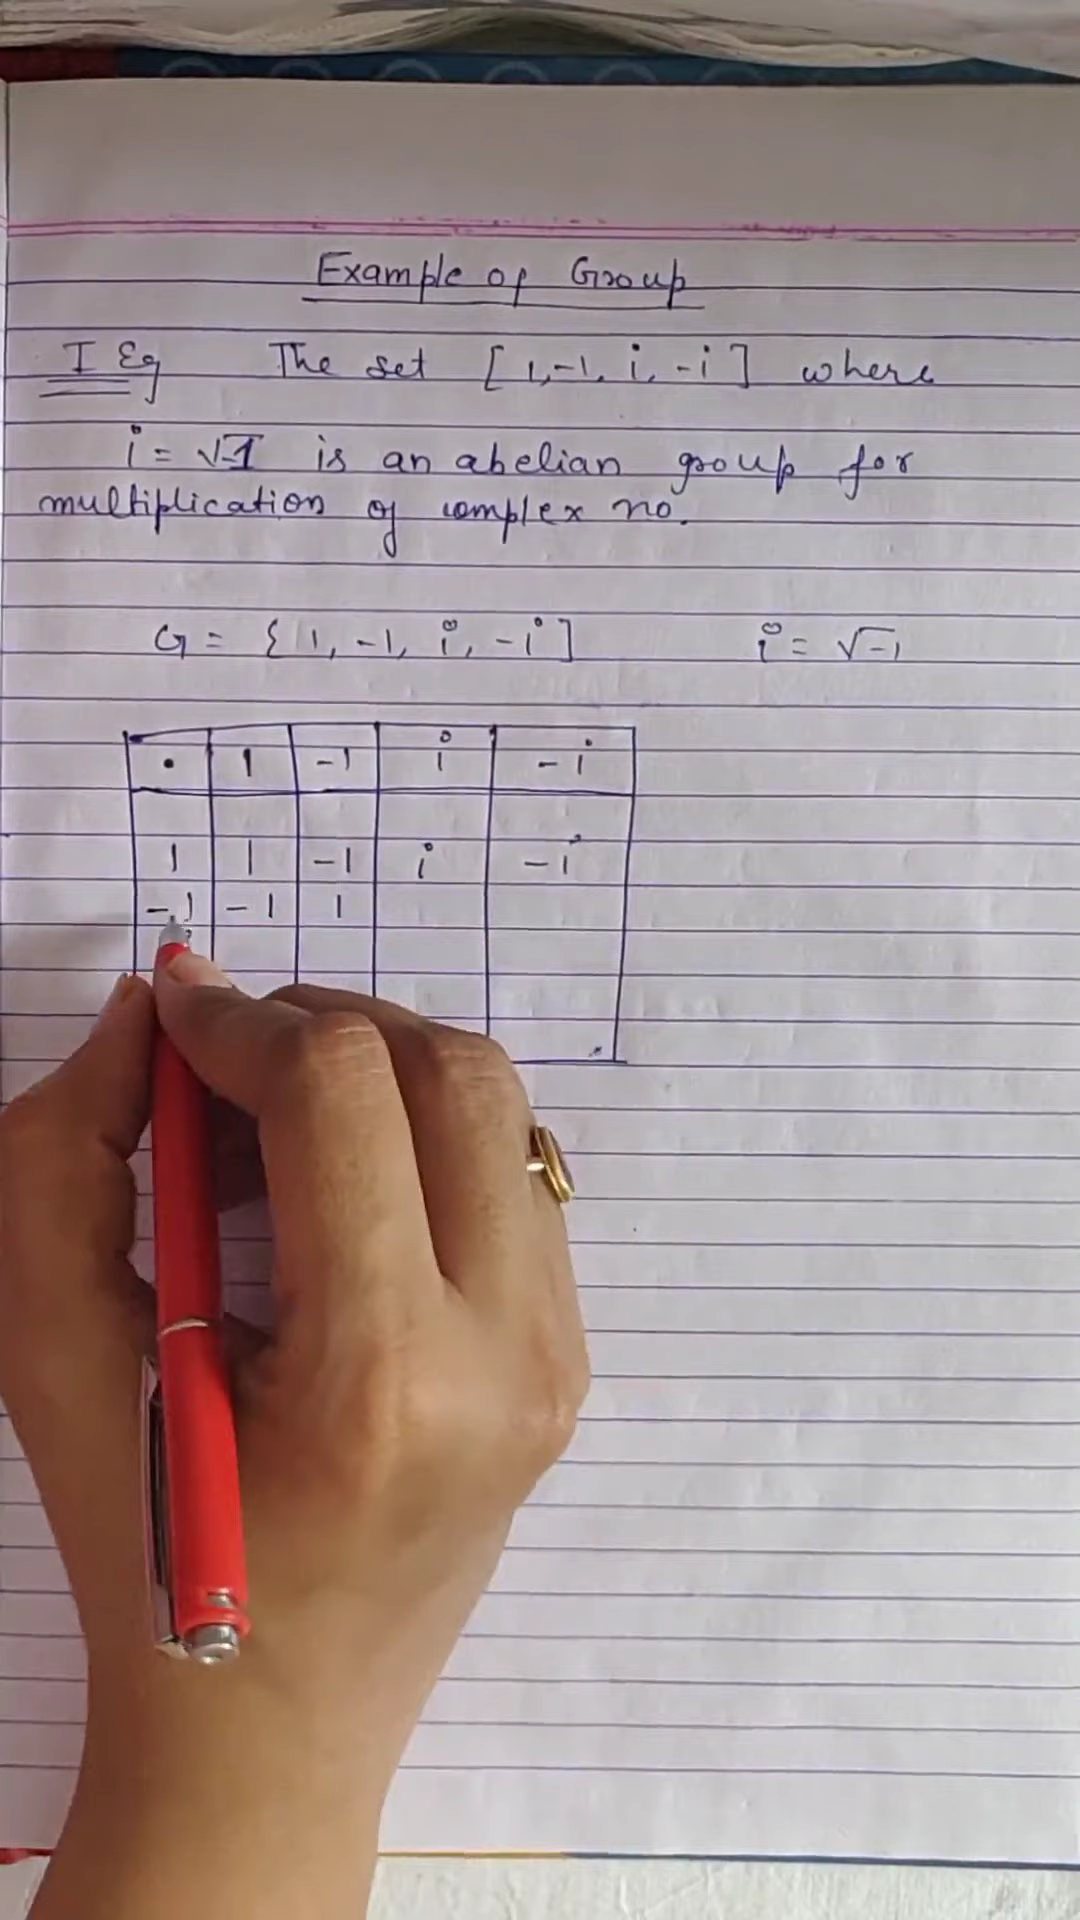 Example of Group
I Eg The set [1, -1, i, -i] where
i = √-1 is an abelian group for
multiplication of complex no.
G = {1, -1, i, -i] i = √-1
• 1 -1 i -i
1 1 -1 i -i
-1 -1 1